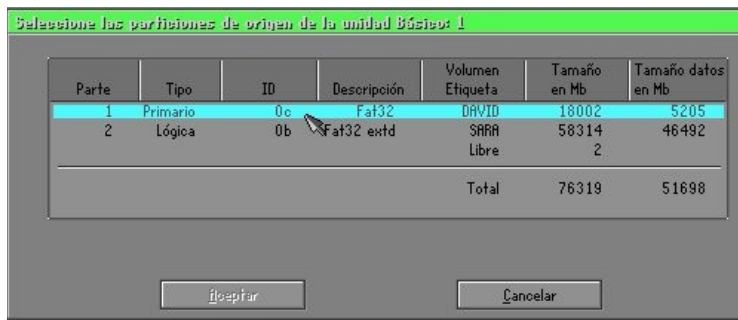 Seleccione las particiones de origen de la unidad Básico: 1
Volumen Tamaño Tamaño datos
Parte Tipo ID Descripción Etiqueta en Mb en Mb
1 Primario 0c Fat32 DAVID 18002 5205
2 Lógica 0b Fat32 extd SARA 58314 46492
Libre 2
Total 76319 51698
Aceptar Cancelar